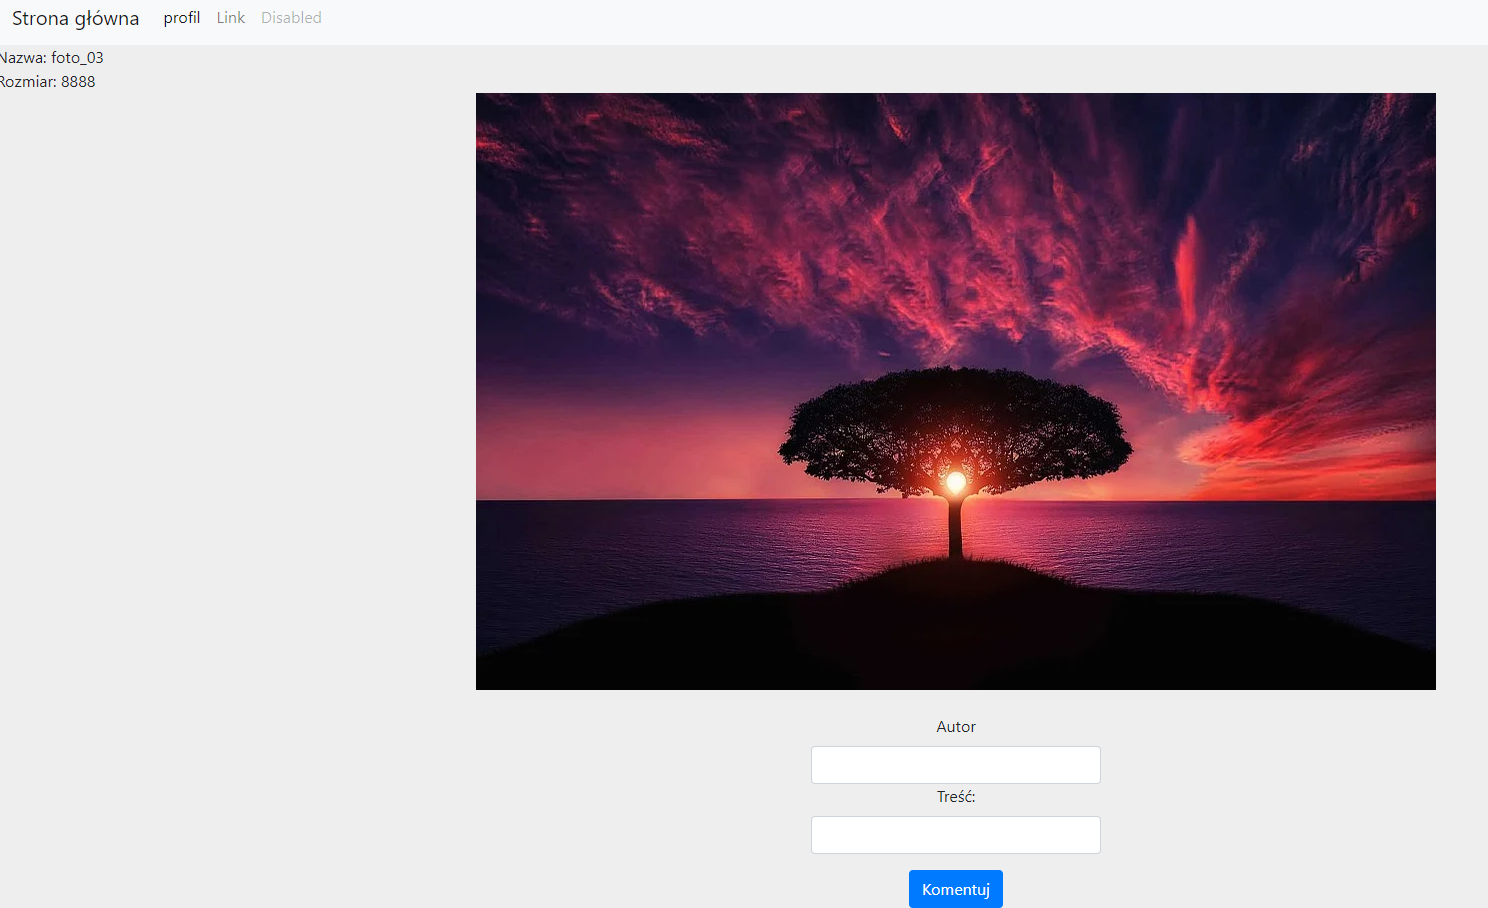 Strona główna profil Link Disabled
Nazwa: foto_03
Rozmiar: 8888
Autor
Treść:
Komentuj